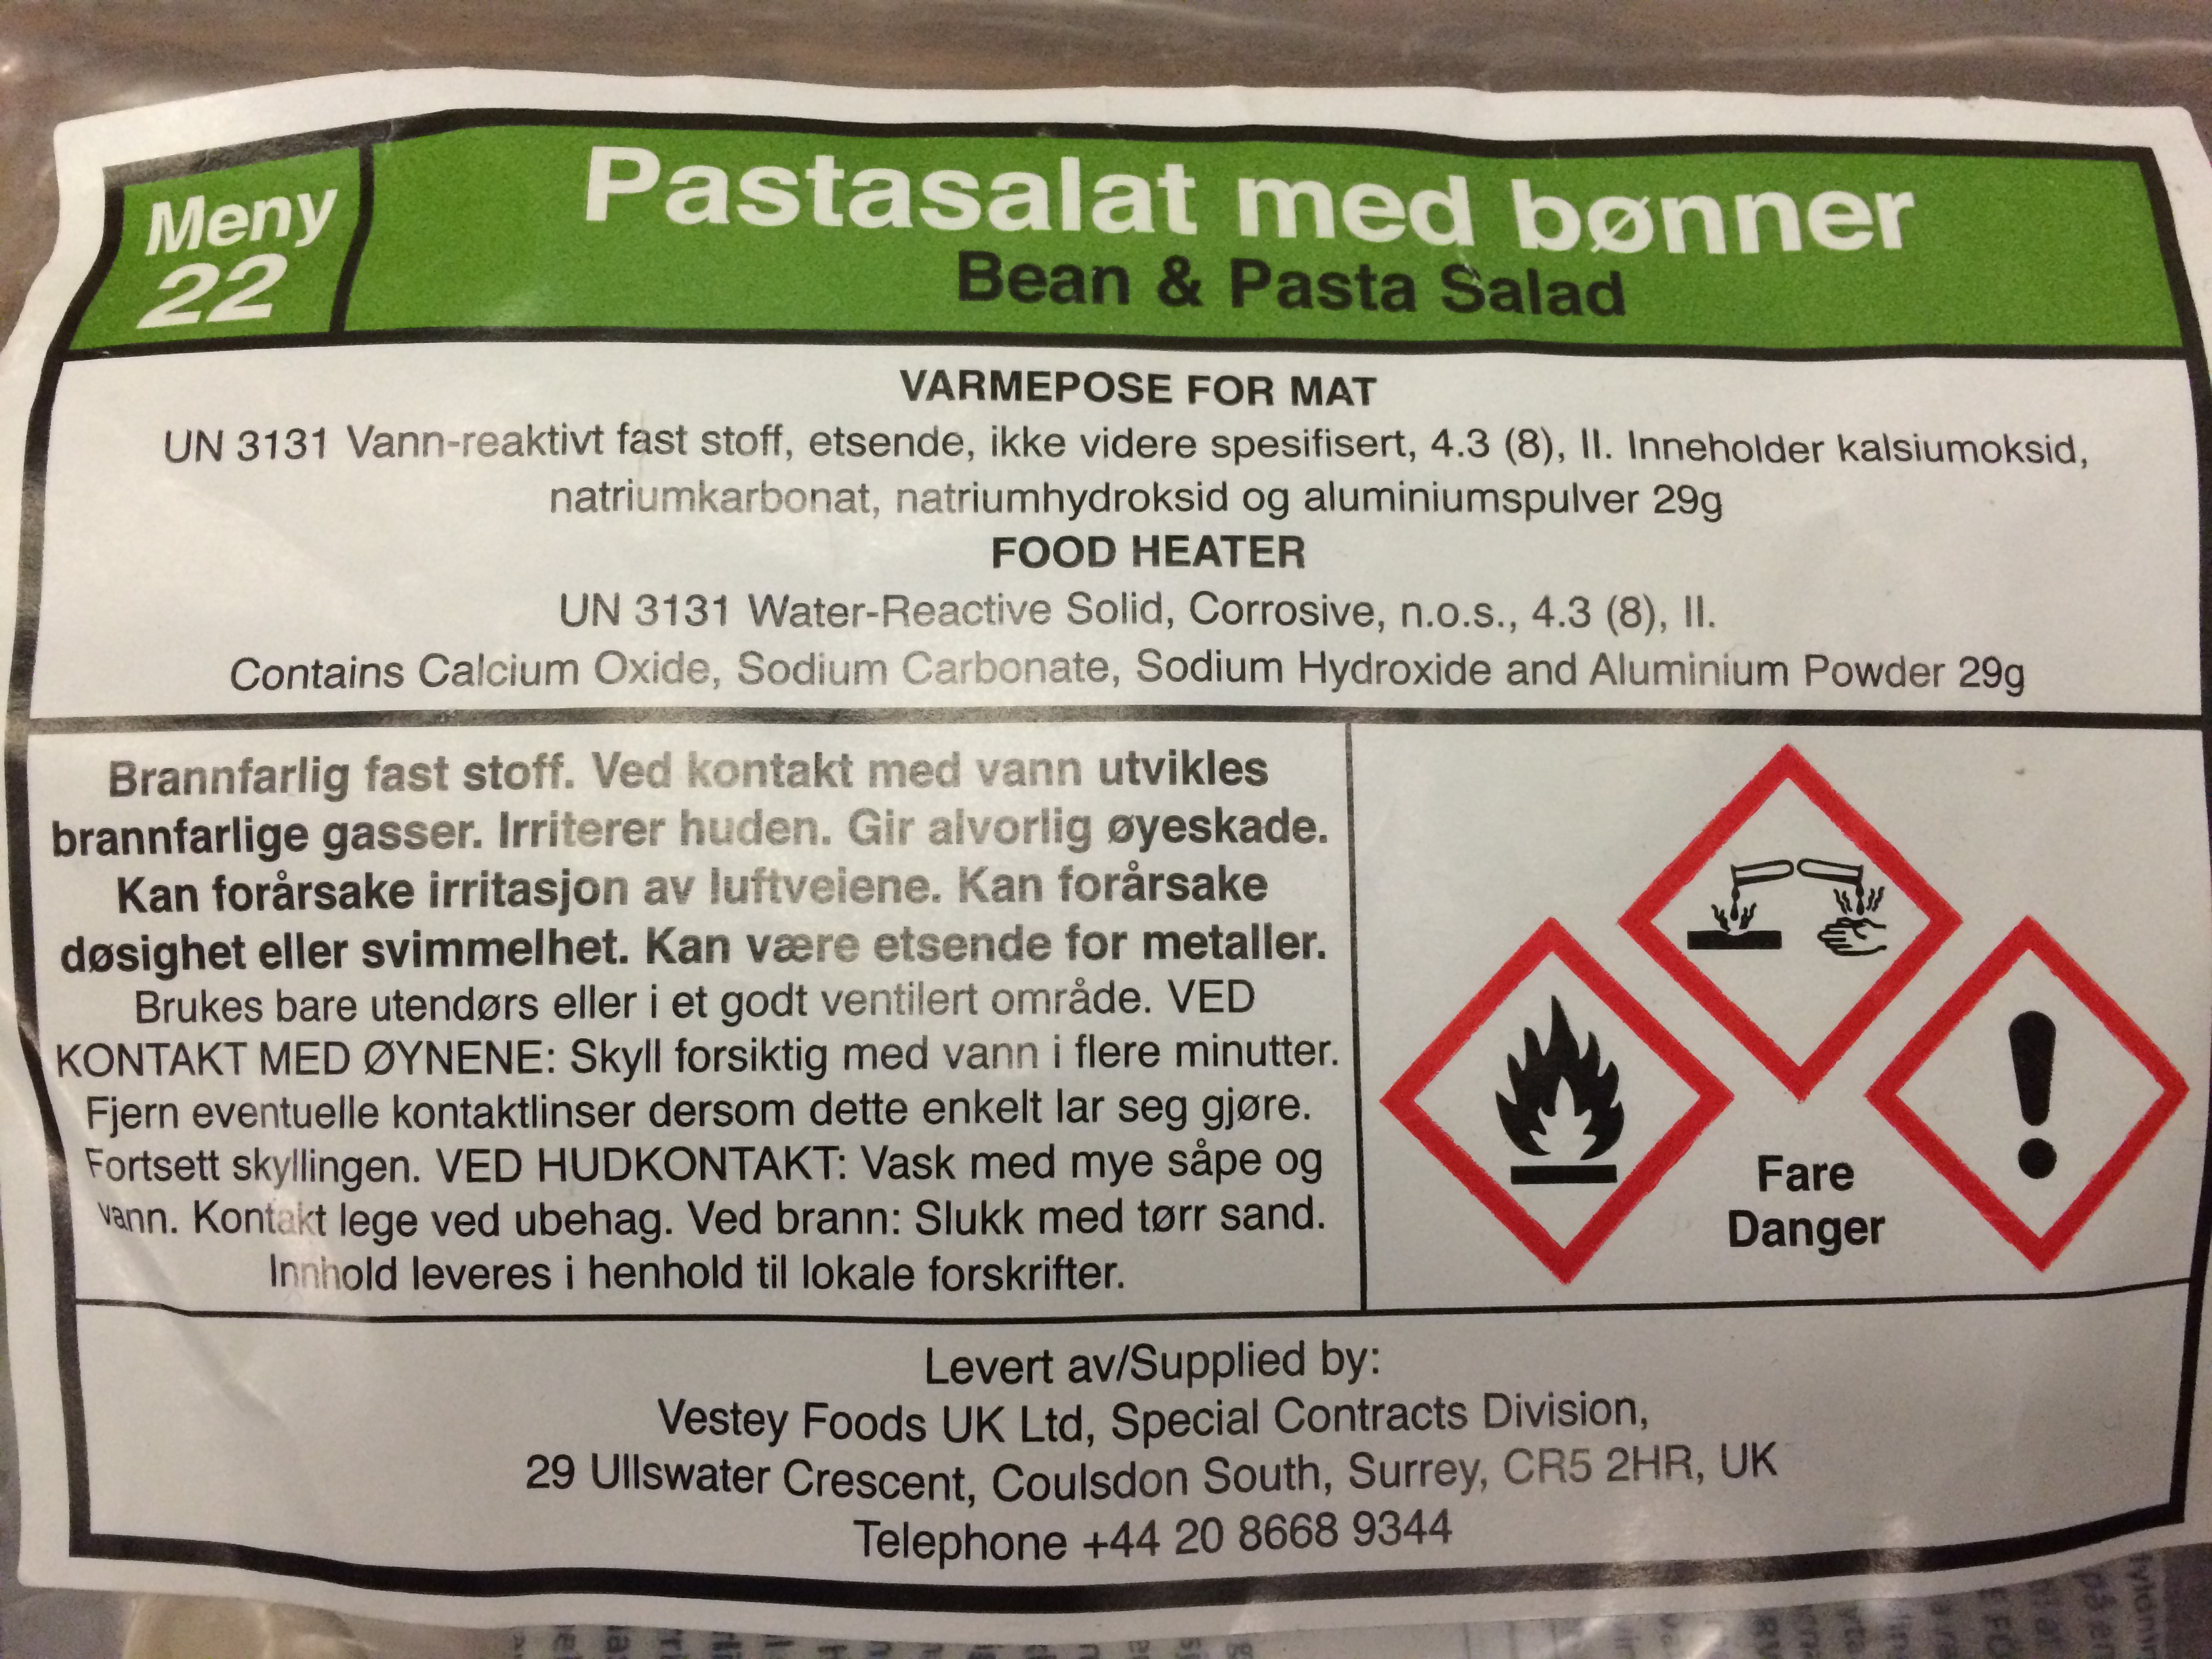 Meny
22
Pastasalat med bønner
Bean & Pasta Salad
VARMEPOSE FOR MAT
UN 3131 Vann-reaktivt fast stoff, etsende, ikke videre spesifisert, 4.3 (8), II. Inneholder kalsiumoksid,
natriumkarbonat, natriumhydroksid og aluminiumspulver 29g
FOOD HEATER
UN 3131 Water-Reactive Solid, Corrosive, n.o.s., 4.3 (8), II.
Contains Calcium Oxide, Sodium Carbonate, Sodium Hydroxide and Aluminium Powder 29g
Brannfarlig fast stoff. Ved kontakt med vann utvikles
brannfarlige gasser. Irriterer huden. Gir alvorlig øyeskade.
Kan forårsake irritasjon av luftveiene. Kan forårsake
døsighet eller svimmelhet. Kan være etsende for metaller.
Brukes bare utendørs eller i et godt ventilert område. VED
KONTAKT MED ØYNENE: Skyll forsiktig med vann i flere minutter.
Fjern eventuelle kontaktlinser dersom dette enkelt lar seg gjøre.
Fortsett skyllingen. VED HUDKONTAKT: Vask med mye såpe og
vann. Kontakt lege ved ubehag. Ved brann: Slukk med tørr sand.
Innhold leveres i henhold til lokale forskrifter.
Fare
Danger
Levert av/Supplied by:
Vestey Foods UK Ltd, Special Contracts Division,
29 Ullswater Crescent, Coulsdon South, Surrey, CR5 2HR, UK
Telephone +44 20 8668 9344